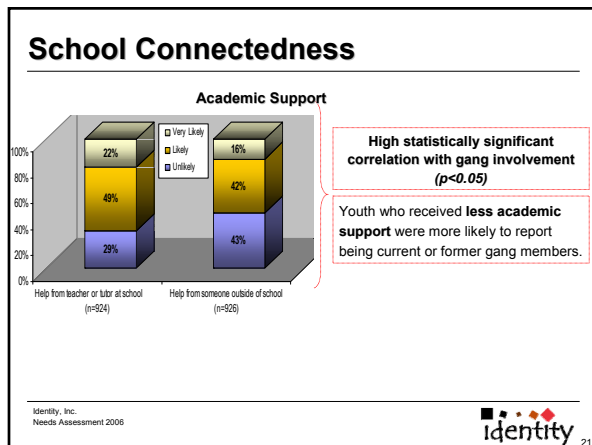 School Connectedness
Academic Support
Very Likely
Likely
Unlikely
100%
80%
60%
40%
20%
0%
22%
49%
29%
16%
42%
43%
Help from teacher or tutor at school
(n=924)
Help from someone outside of school
(n=926)
High statistically significant
correlation with gang involvement
(p<0.05)
Youth who received less academic
support were more likely to report
being current or former gang members.
Identity, Inc.
Needs Assessment 2006
identity
21